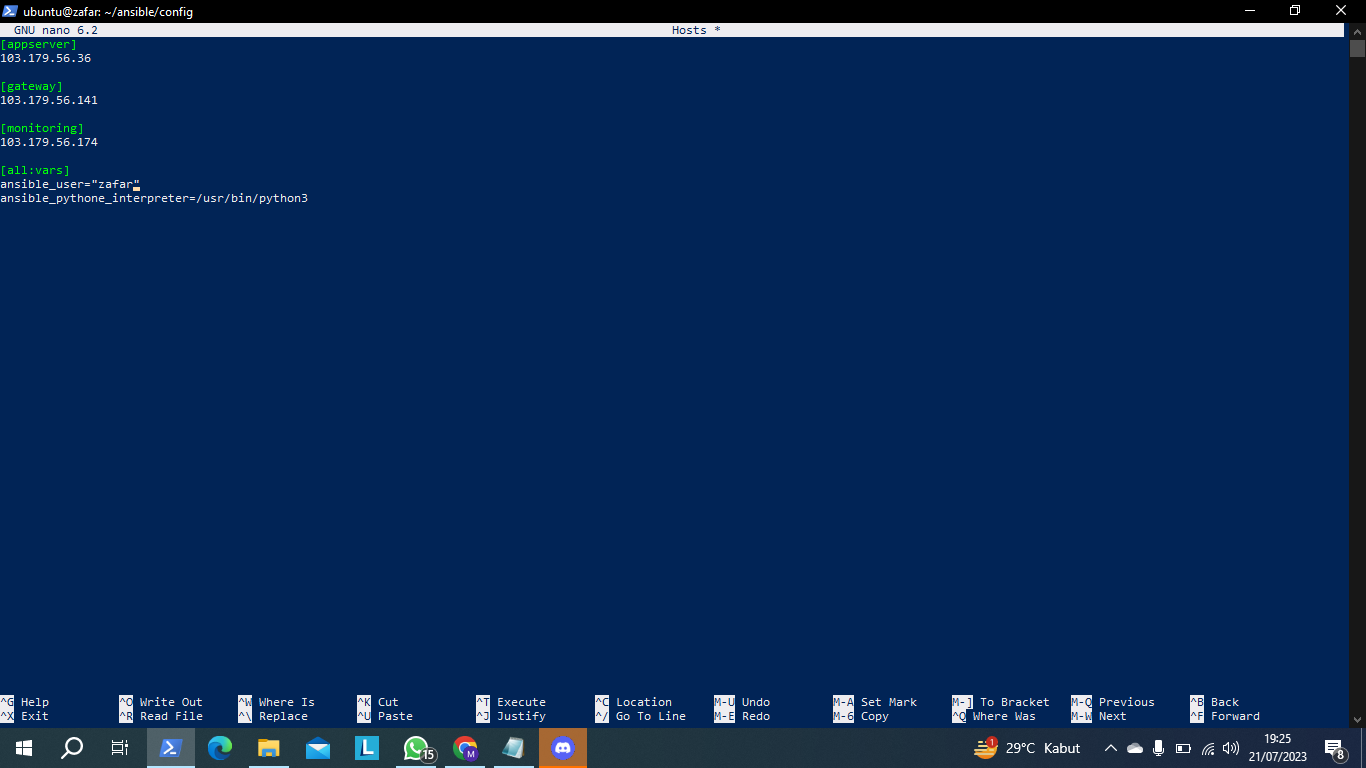 ubuntu@zafar: ~/ansible/config
GNU nano 6.2 Hosts *
[appserver]
103.179.56.36
[gateway]
103.179.56.141
[monitoring]
103.179.56.174
[all:vars]
ansible_user="zafar"
ansible_pythone_interpreter=/usr/bin/python3
^G Help ^O Write Out ^W Where Is ^K Cut ^T Execute ^C Location M-U Undo M-A Set Mark M-] To Bracket M-Q Previous ^B Back
^X Exit ^R Read File ^\ Replace ^U Paste ^J Justify ^/ Go To Line M-E Redo M-6 Copy ^Q Where Was M-W Next ^F Forward
L 15 M 1 29°C Kabut 19:25 8
21/07/2023